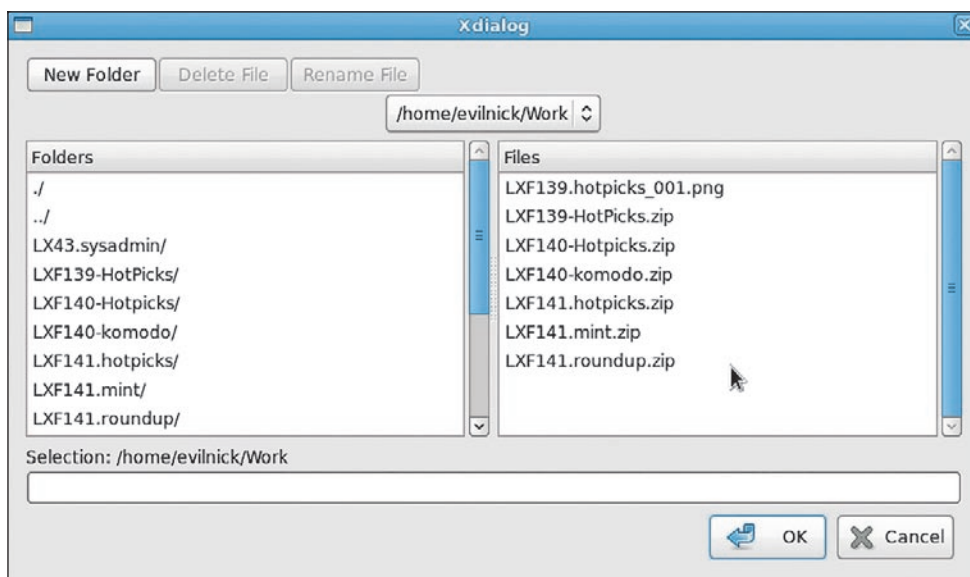 Xdialog
New Folder
Delete File
Rename File
/home/evilnick/Work
Folders
./
../
LX43.sysadmin/
LXF139-HotPicks/
LXF140-Hotpicks/
LXF140-komodo/
LXF141.hotpicks/
LXF141.mint/
LXF141.roundup/
Files
LXF139.hotpicks_001.png
LXF139-HotPicks.zip
LXF140-Hotpicks.zip
LXF140-komodo.zip
LXF141.hotpicks.zip
LXF141.mint.zip
LXF141.roundup.zip
Selection: /home/evilnick/Work
OK
Cancel